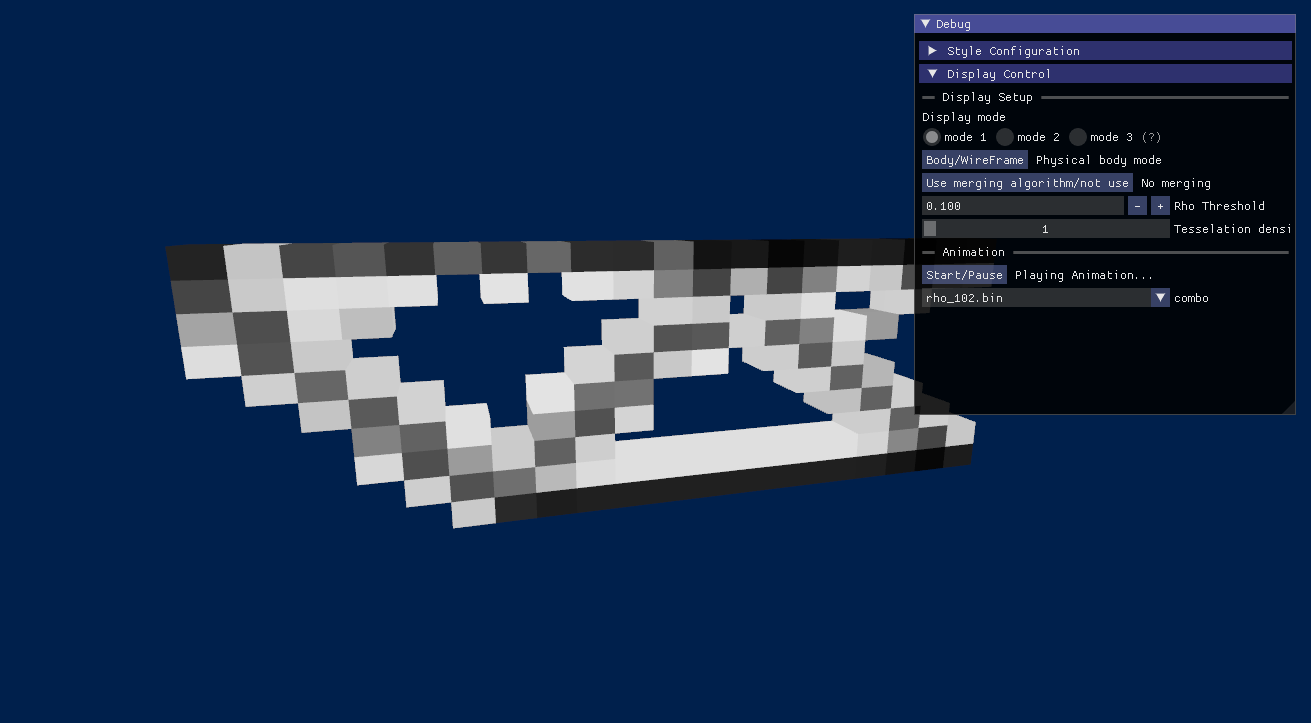 Debug
Style Configuration
Display Control
Display Setup
Display mode
mode 1 mode 2 mode 3 (?)
Body/WireFrame Physical body mode
Use merging algorithm/not use No merging
0.100 - + Rho Threshold
1 Tesselation densi
Animation
Start/Pause Playing Animation...
rho_102.bin combo